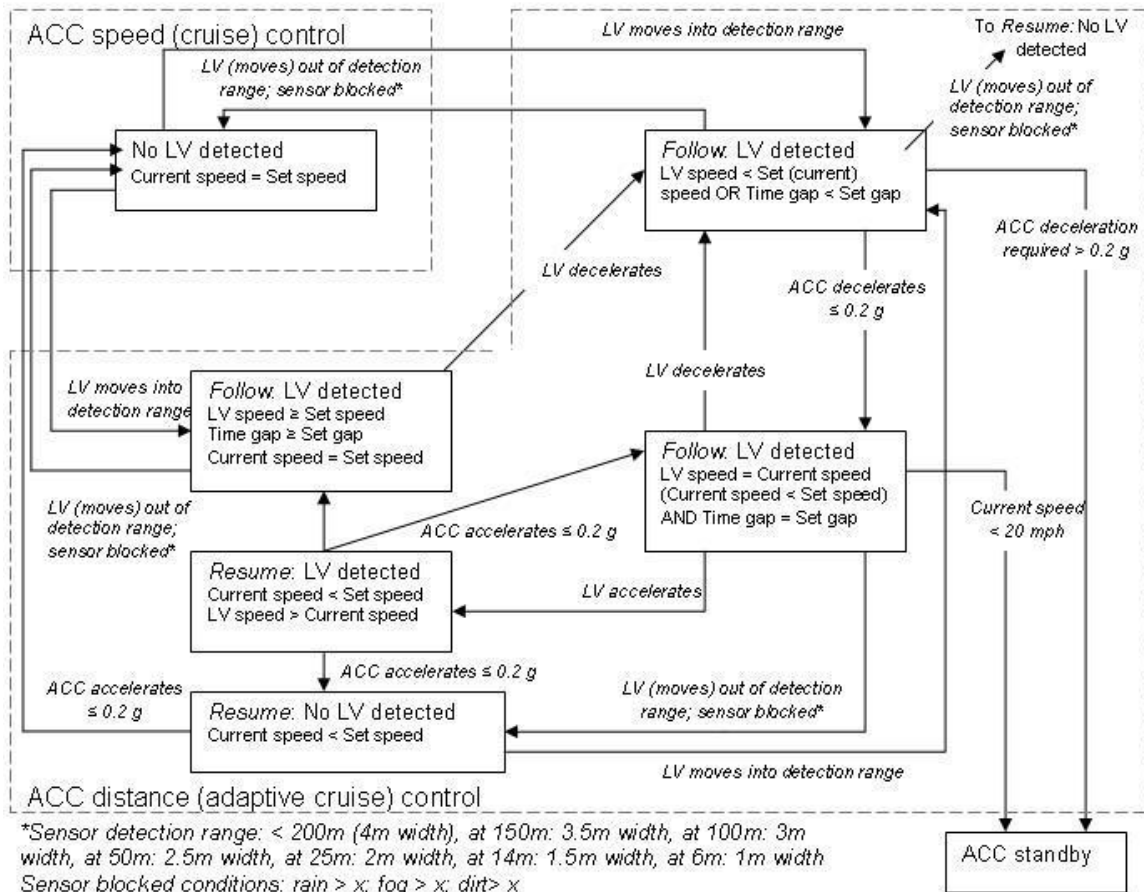 ACC speed (cruise) control
LV moves into detection range
To Resume: No LV
detected
LV (moves) out of detection
range; sensor blocked*
LV (moves) out of
detection range;
sensor blocked*
No LV detected
Current speed = Set speed
Follow: LV detected
LV speed < Set (current)
speed OR Time gap < Set gap
ACC deceleration
required > 0.2 g
LV decelerates
ACC decelerates
≤ 0.2 g
LV moves into
detection range
Follow: LV detected
LV speed ≥ Set speed
Time gap ≥ Set gap
Current speed = Set speed
LV decelerates
Follow: LV detected
LV speed = Current speed
(Current speed < Set speed)
AND Time gap = Set gap
LV (moves) out of
detection range;
sensor blocked*
ACC accelerates ≤ 0.2 g
Current speed
< 20 mph
Resume: LV detected
Current speed < Set speed
LV speed > Current speed
LV accelerates
ACC accelerates ≤ 0.2 g
ACC accelerates
≤ 0.2 g
LV (moves) out of detection
range; sensor blocked*
Resume: No LV detected
Current speed < Set speed
LV moves into detection range
ACC distance (adaptive cruise) control
*Sensor detection range: < 200m (4m width), at 150m: 3.5m width, at 100m: 3m
width, at 50m: 2.5m width, at 25m: 2m width, at 14m: 1.5m width, at 6m: 1m width
Sensor blocked conditions: rain > x; fog > x; dirt> x
ACC standby